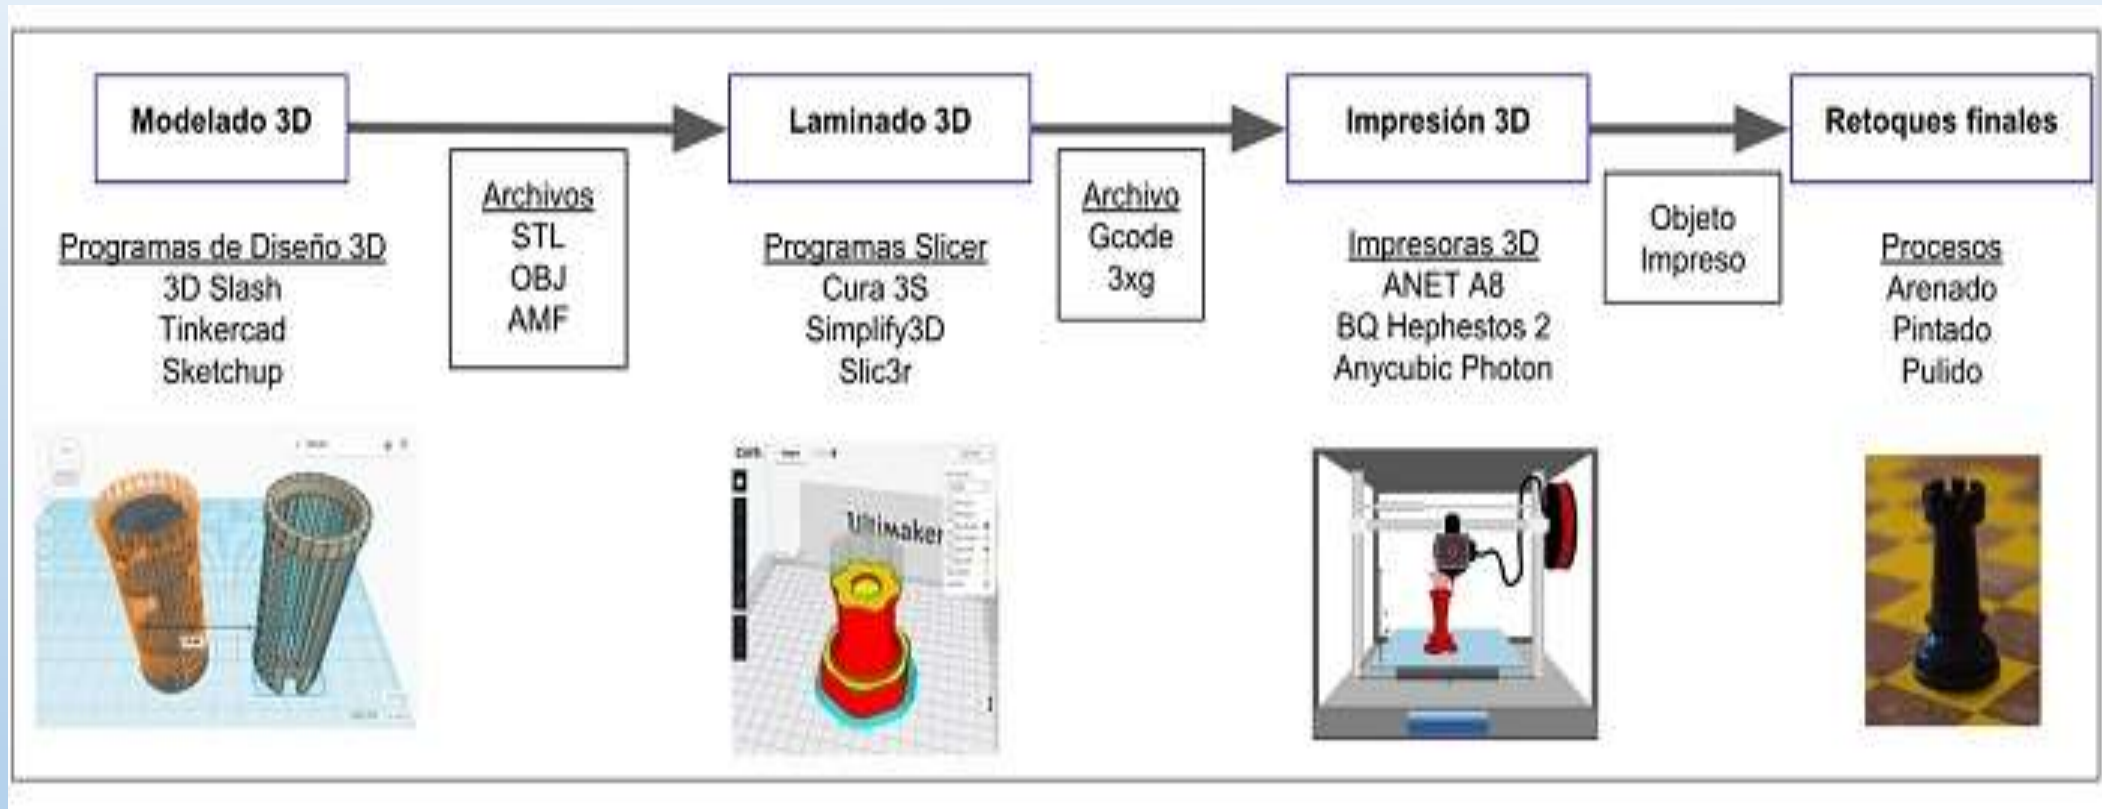 Modelado 3D
Laminado 3D
Impresión 3D
Retoques finales
Archivos
STL
OBJ
AMF
Archivo
Gcode
3xg
Objeto
Impreso
Programas de Diseño 3D
3D Slash
Tinkercad
Sketchup
Programas Slicer
Cura 3S
Simplify3D
Slic3r
Impresoras 3D
ANET A8
BQ Hephestos 2
Anycubic Photon
Procesos
Arenado
Pintado
Pulido
Ultimaker